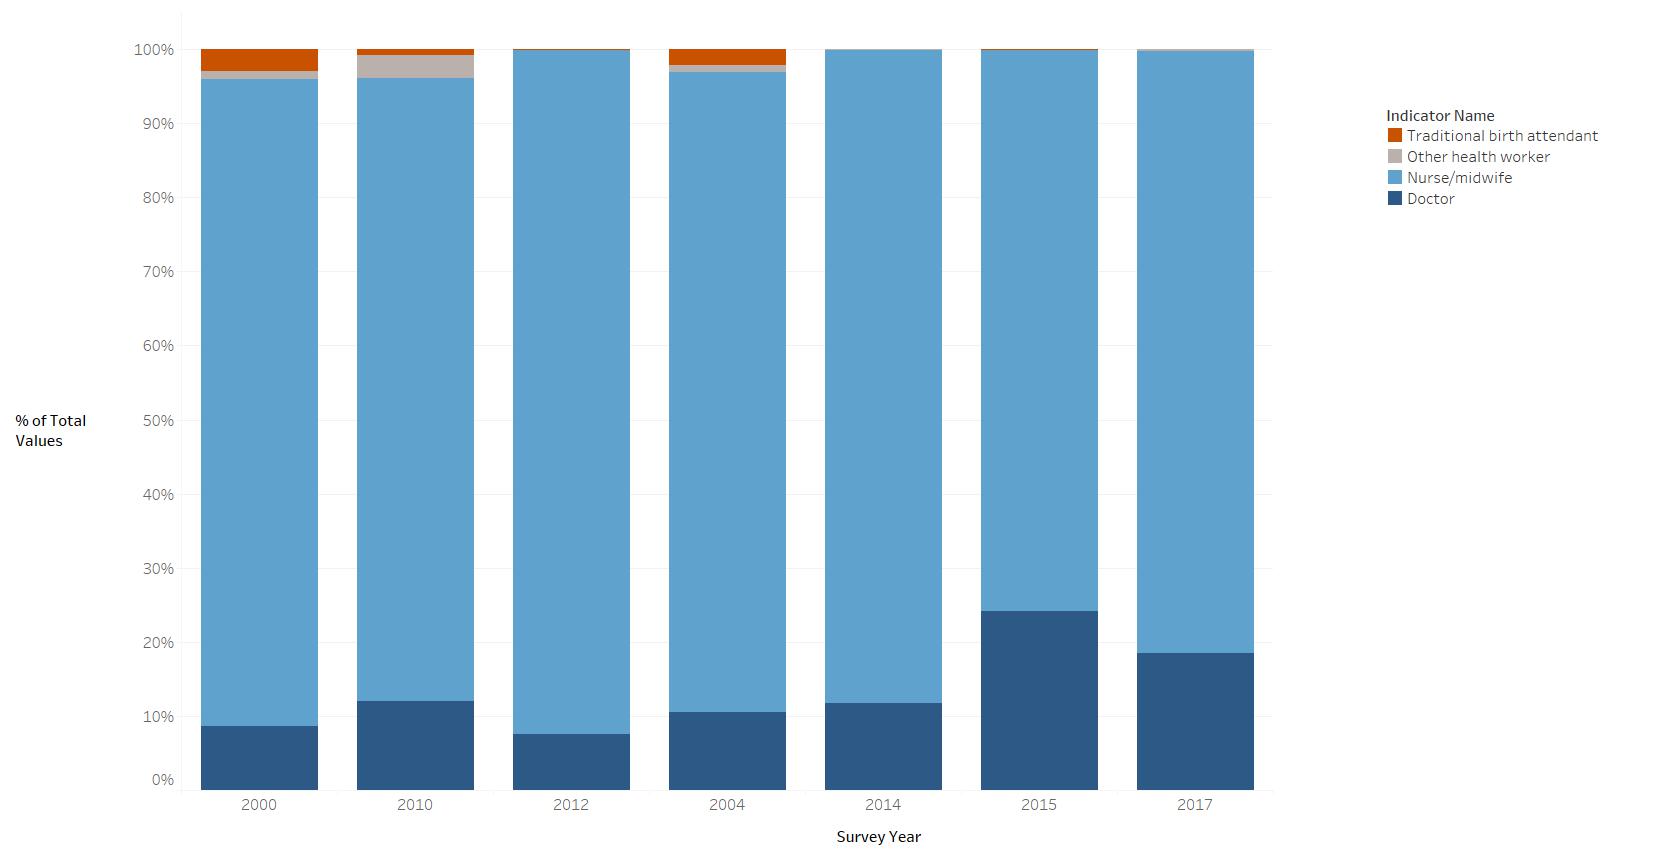 100%
90%
80%
70%
60%
50%
40%
30%
20%
10%
0%
% of Total
Values
2000
2010
2012
2004
2014
2015
2017
Survey Year
Indicator Name
Traditional birth attendant
Other health worker
Nurse/midwife
Doctor